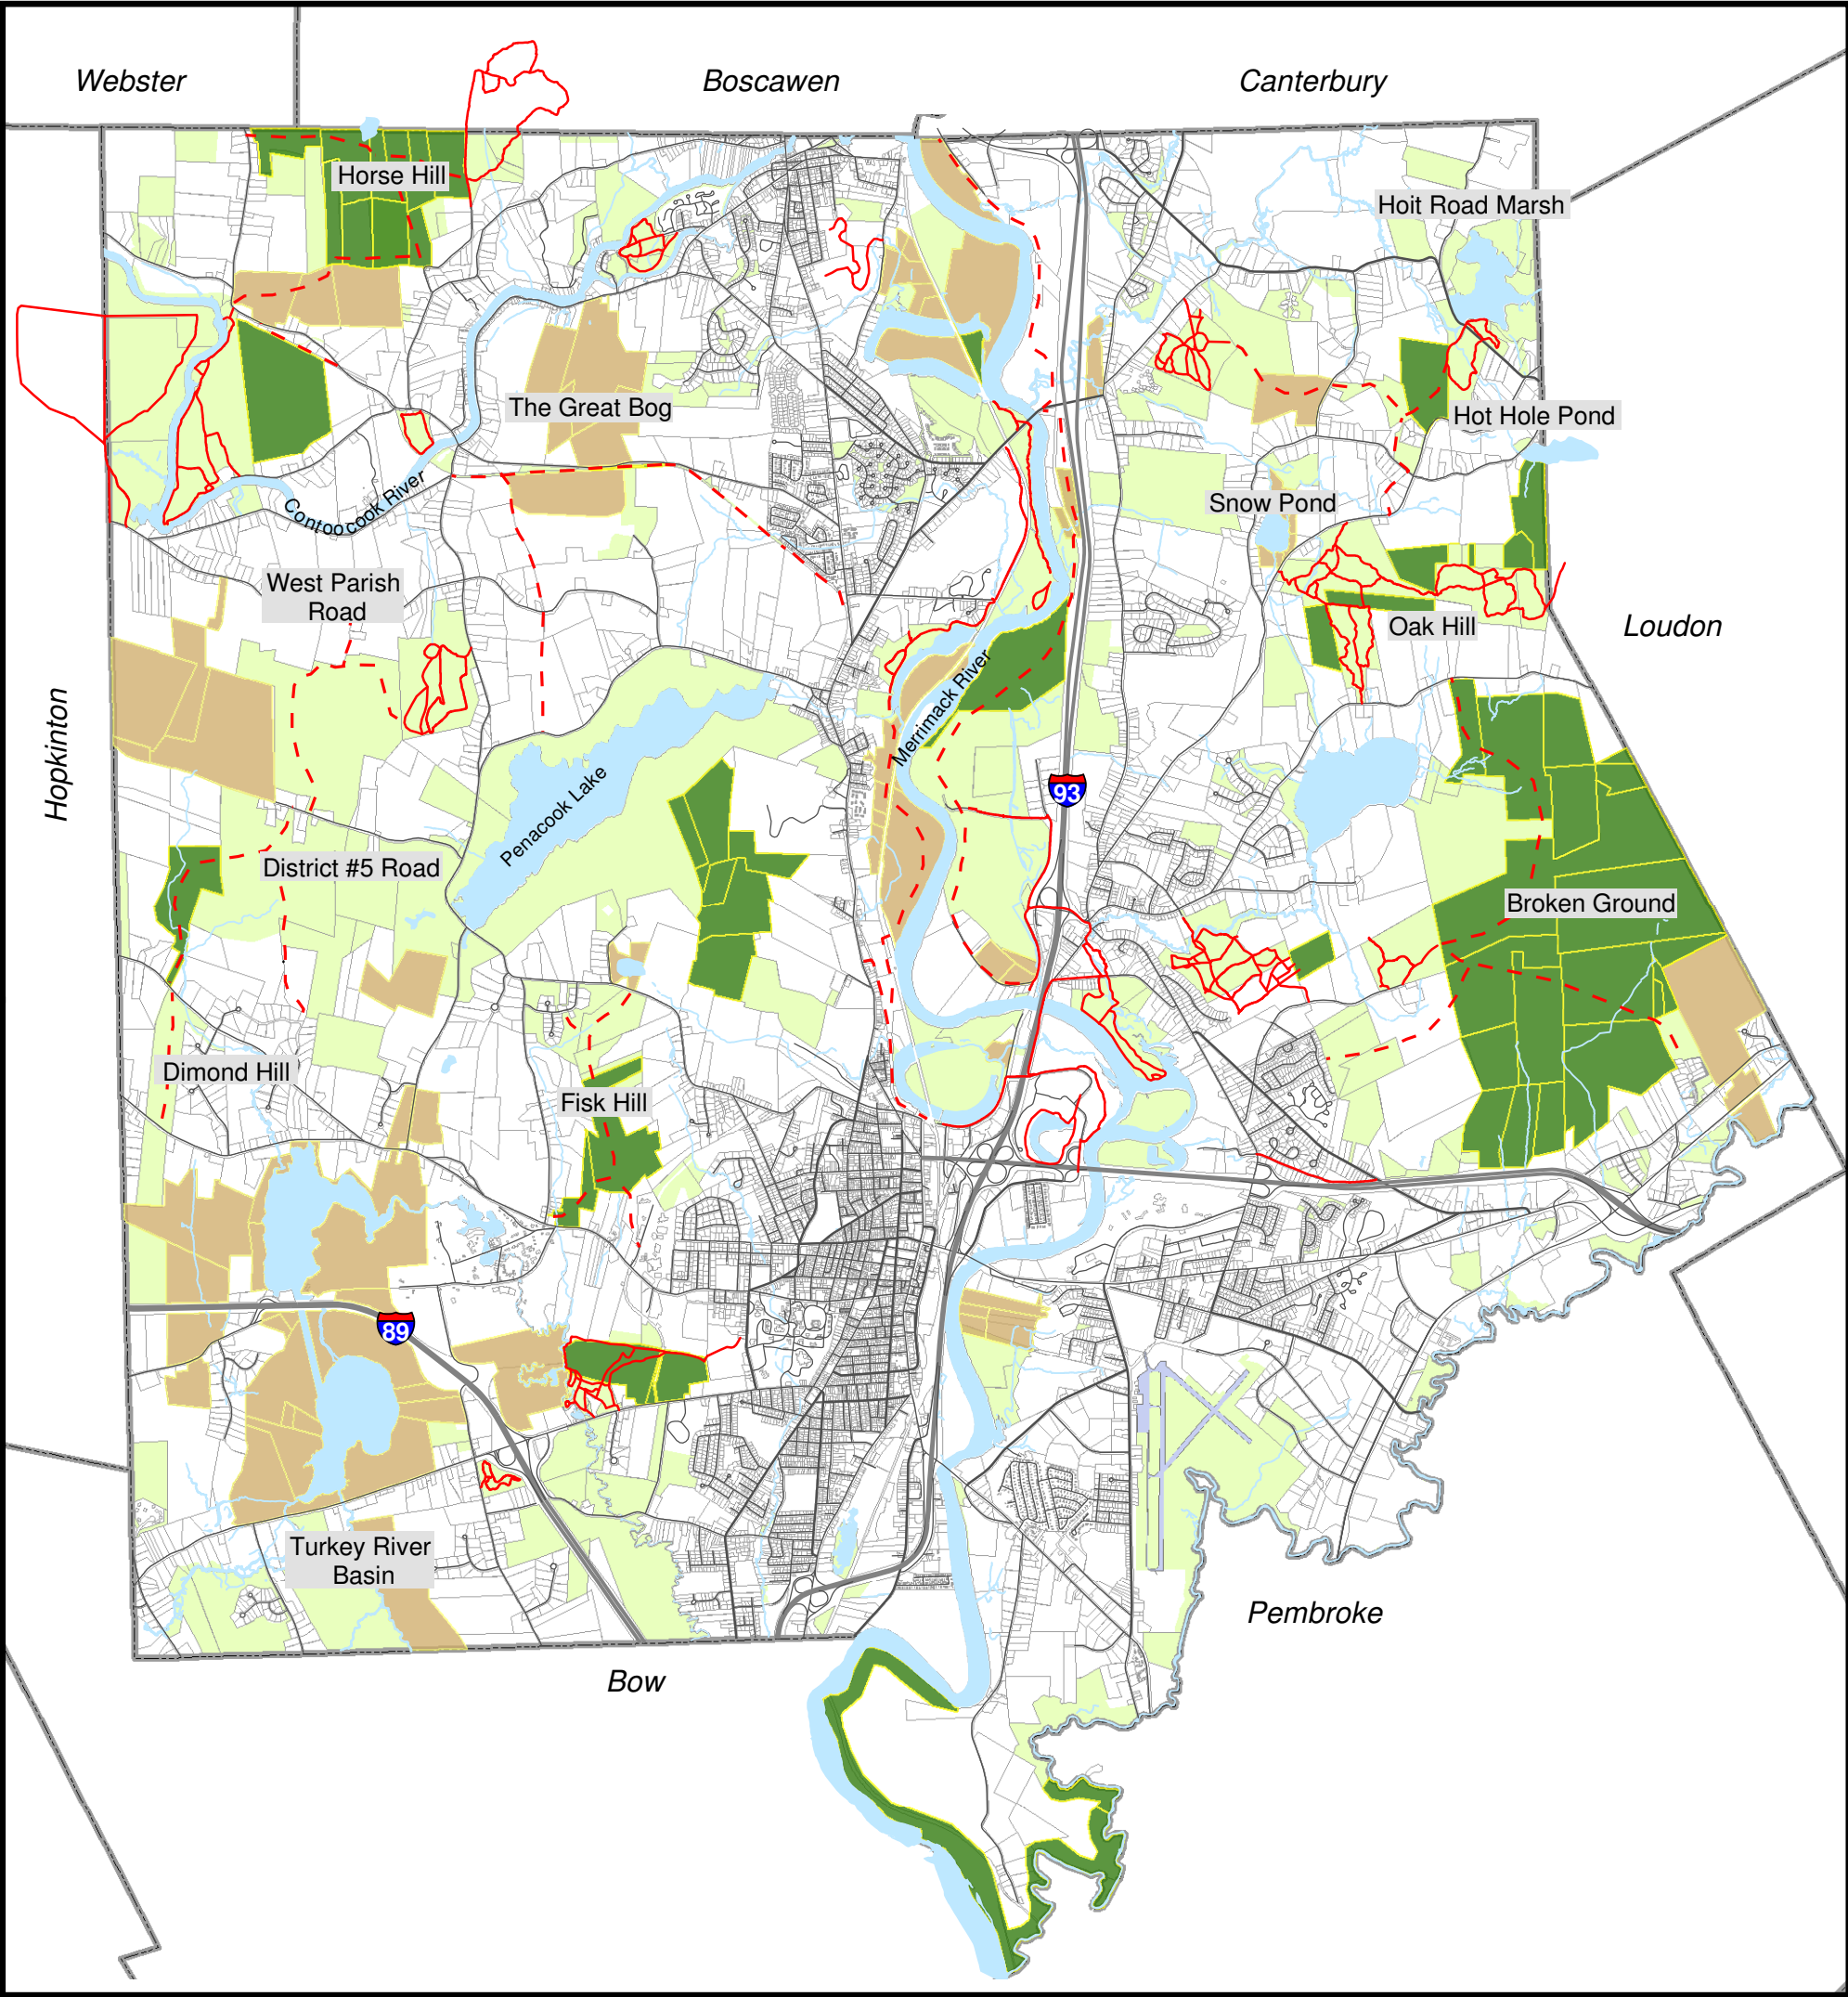 Webster
Boscawen
Canterbury
Horse Hill
Hoit Road Marsh
The Great Bog
Hot Hole Pond
Contoocook River
Snow Pond
West Parish
Road
Oak Hill
Loudon
Merrimack River
Hopkinton
93
Penacook Lake
District #5 Road
Broken Ground
Dimond Hill
Fisk Hill
89
Turkey River
Basin
Pembroke
Bow